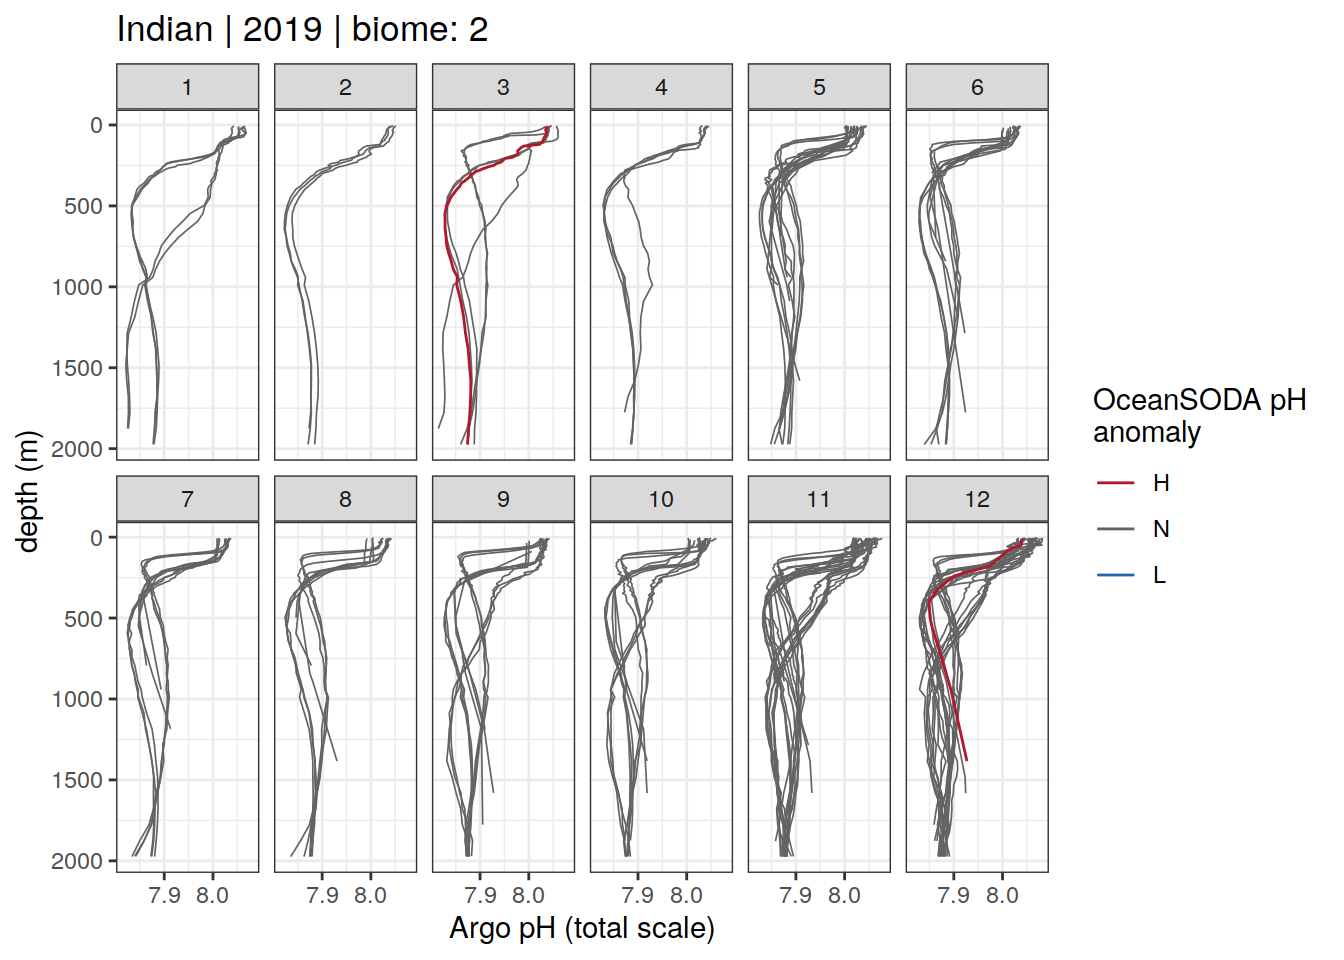 Indian | 2019 | biome: 2
1 2 3 4 5 6
0
500
1000
1500
2000
7 8 9 10 11 12
0
500
1000
1500
2000
7.9 8.0 7.9 8.0 7.9 8.0 7.9 8.0 7.9 8.0 7.9 8.0
Argo pH (total scale)
depth (m)
OceanSODA pH
anomaly
H
N
L